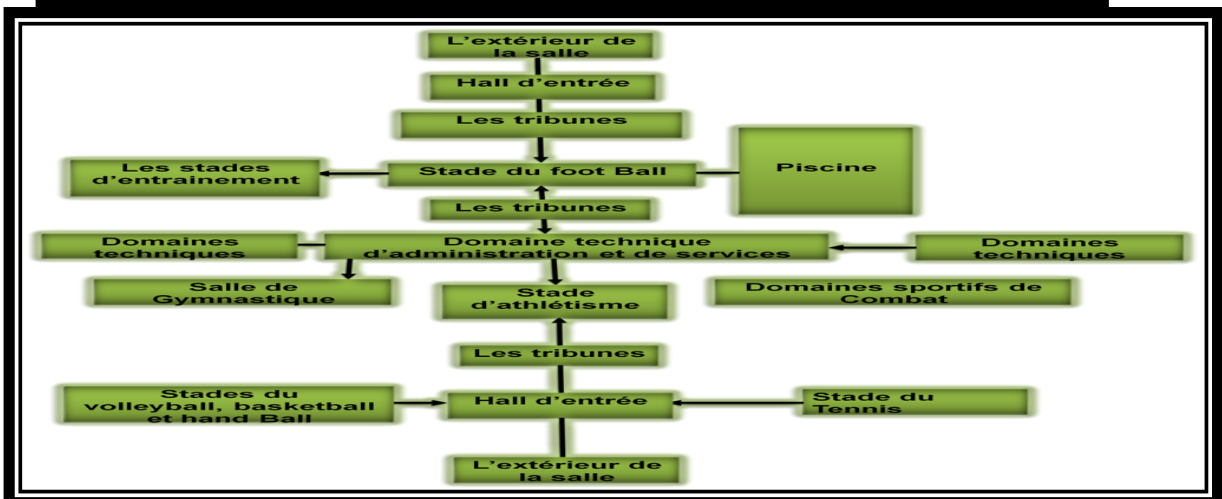 L'extérieur de
la salle
Hall d'entrée
Les tribunes
Les stades
d'entrainement
Stade du foot Ball
Piscine
Les tribunes
Domaines
techniques
Domaine technique
d'administration et de services
Domaines
techniques
Salle de
Gymnastique
Stade
d'athlétisme
Domaines sportifs de
Combat
Les tribunes
Stades du
volleyball, basketball
et hand Ball
Hall d'entrée
Stade du
Tennis
L'extérieur de
la salle